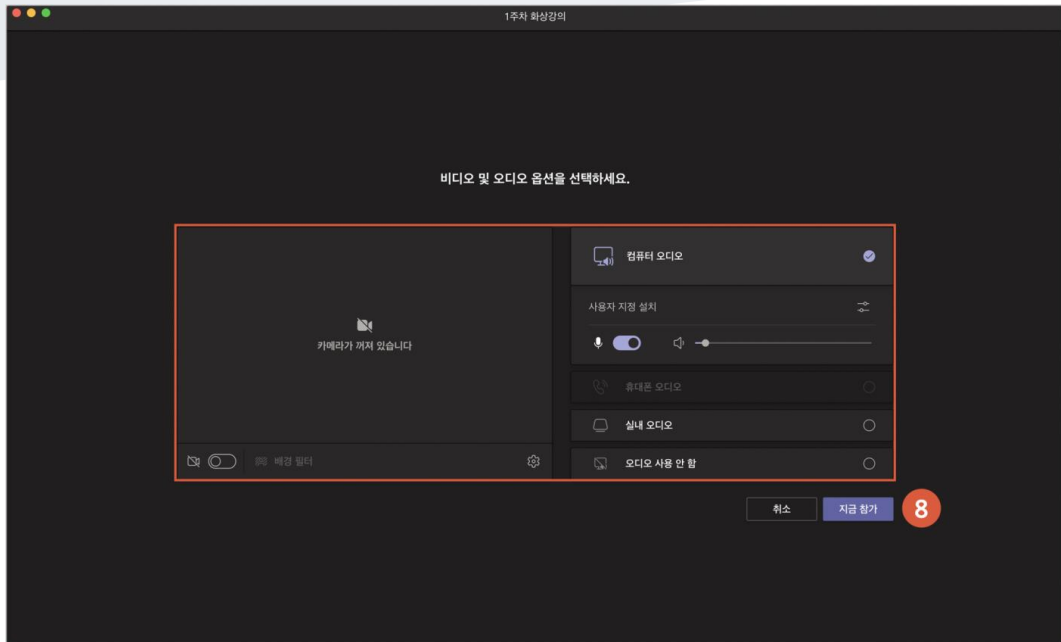 1주차 화상강의
비디오 및 오디오 옵션을 선택하세요.
카메라가 꺼져 있습니다
배경 필터
컴퓨터 오디오
사용자 지정 설치
휴대폰 오디오
실내 오디오
오디오 사용 안 함
취소
지금 참가
8